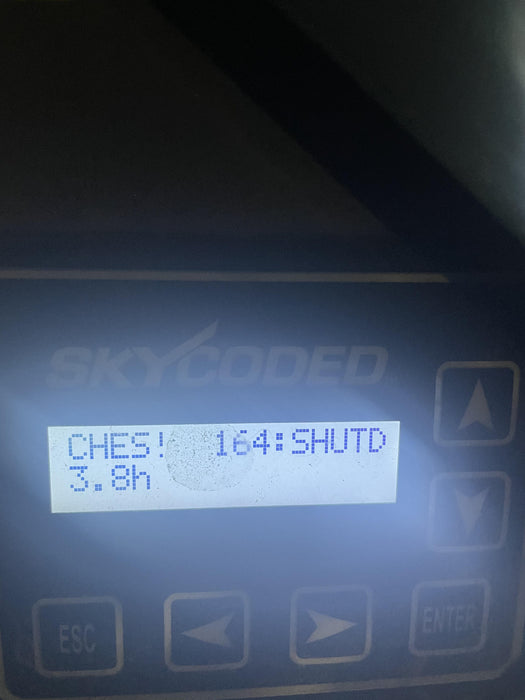 SKYCODED
CHES! 164:SHUTD
3.8h
ESC
ENTER